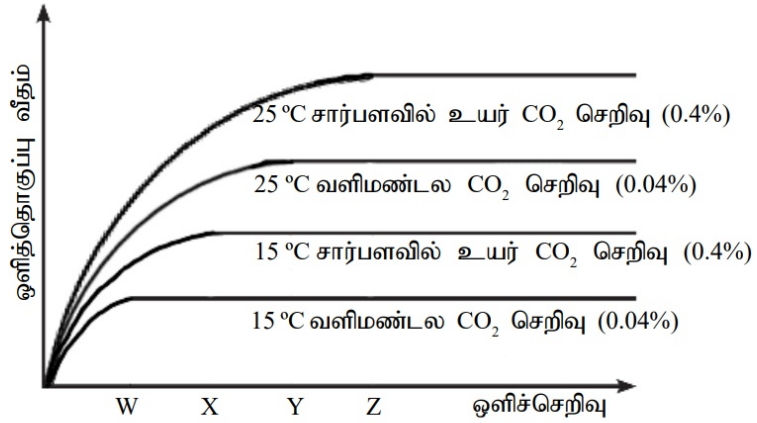 ஒளித்தொகுப்பு வீதம்
25 ºC சார்பளவில் உயர் CO₂ செறிவு (0.4%)
25 ºC வளிமண்டல CO₂ செறிவு (0.04%)
15 ºC சார்பளவில் உயர் CO₂ செறிவு (0.4%)
15 ºC வளிமண்டல CO₂ செறிவு (0.04%)
W X Y Z ஒளிச்செறிவு